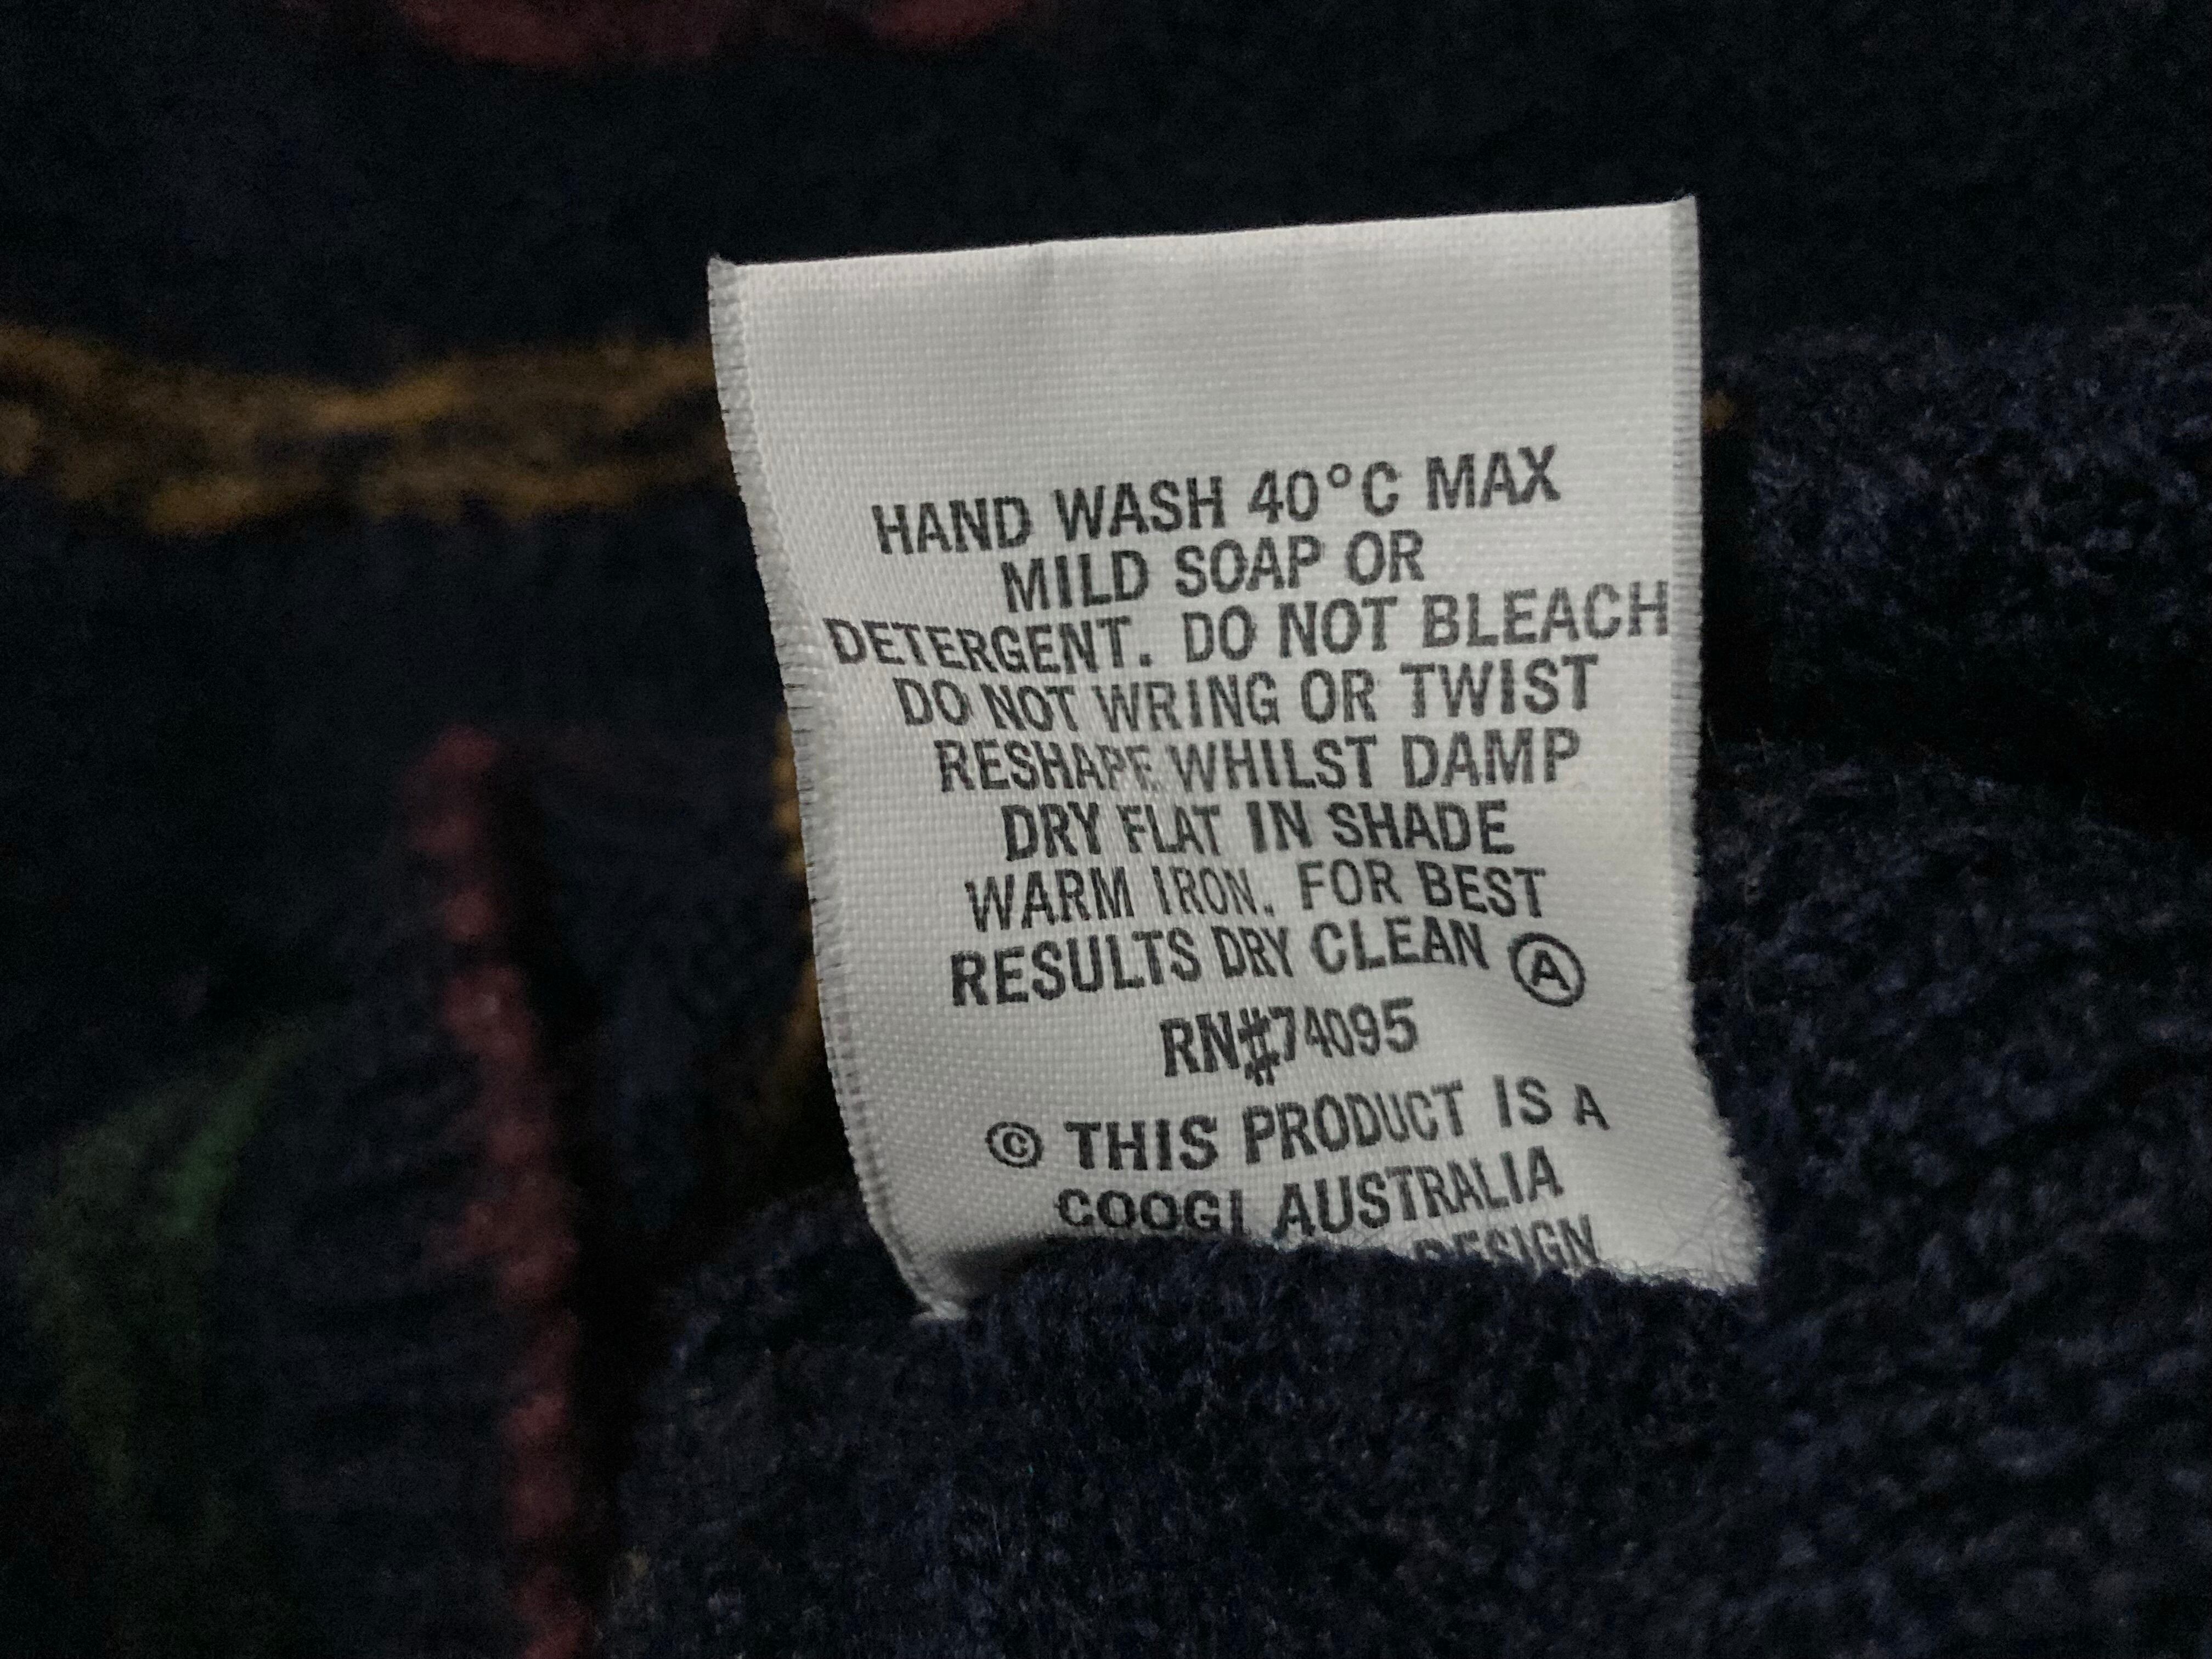 HAND WASH 40°C MAX
MILD SOAP OR
DETERGENT. DO NOT BLEACH
DO NOT WRING OR TWIST
RESHAPE WHILST DAMP
DRY FLAT IN SHADE
WARM IRON. FOR BEST
RESULTS DRY CLEAN Ⓐ
RN#74095
© THIS PRODUCT IS A
COOGI AUSTRALIA
DESIGN